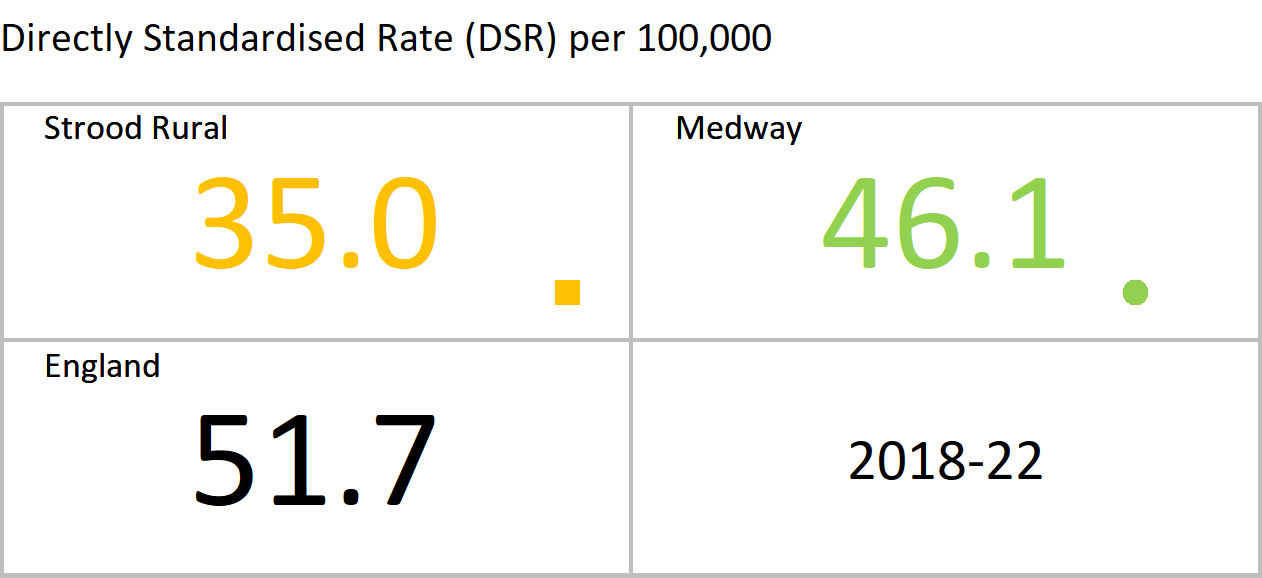 Directly Standardised Rate (DSR) per 100,000
Strood Rural
35.0
Medway
46.1
England
51.7
2018-22